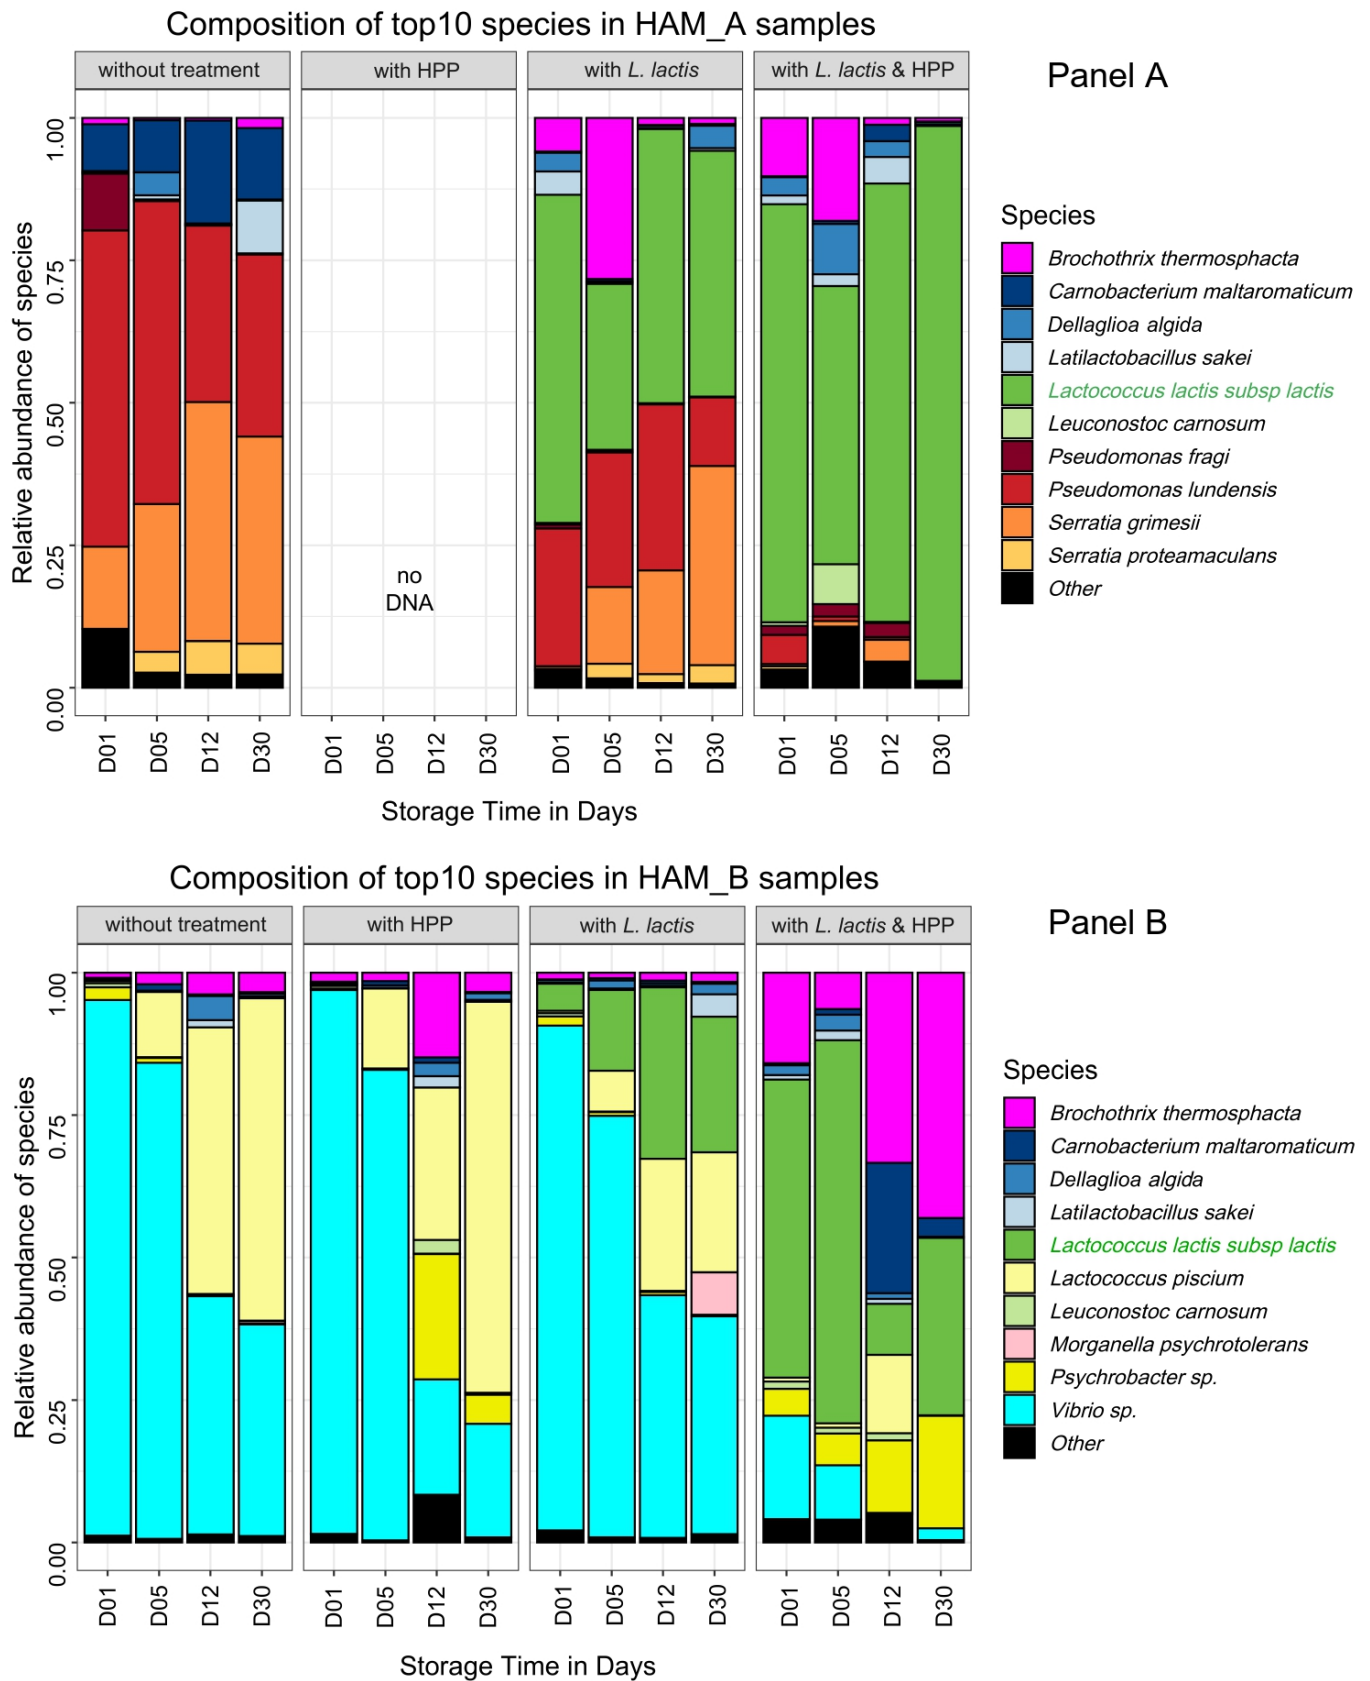 Composition of top10 species in HAM_A samples
Panel A
without treatment
with HPP
with L. lactis
with L. lactis & HPP
Relative abundance of species
1.00
0.75
0.50
0.25
0.00
no
DNA
D01 D05 D12 D30
D01 D05 D12 D30
D01 D05 D12 D30
D01 D05 D12 D30
Storage Time in Days
Species
Brochothrix thermosphacta
Carnobacterium maltaromaticum
Dellaglioa algida
Latilactobacillus sakei
Lactococcus lactis subsp lactis
Leuconostoc carnosum
Pseudomonas fragi
Pseudomonas lundensis
Serratia grimesii
Serratia proteamaculans
Other
Composition of top10 species in HAM_B samples
Panel B
without treatment
with HPP
with L. lactis
with L. lactis & HPP
Relative abundance of species
1.00
0.75
0.50
0.25
0.00
D01 D05 D12 D30
D01 D05 D12 D30
D01 D05 D12 D30
D01 D05 D12 D30
Storage Time in Days
Species
Brochothrix thermosphacta
Carnobacterium maltaromaticum
Dellaglioa algida
Latilactobacillus sakei
Lactococcus lactis subsp lactis
Lactococcus piscium
Leuconostoc carnosum
Morganella psychrotolerans
Psychrobacter sp.
Vibrio sp.
Other